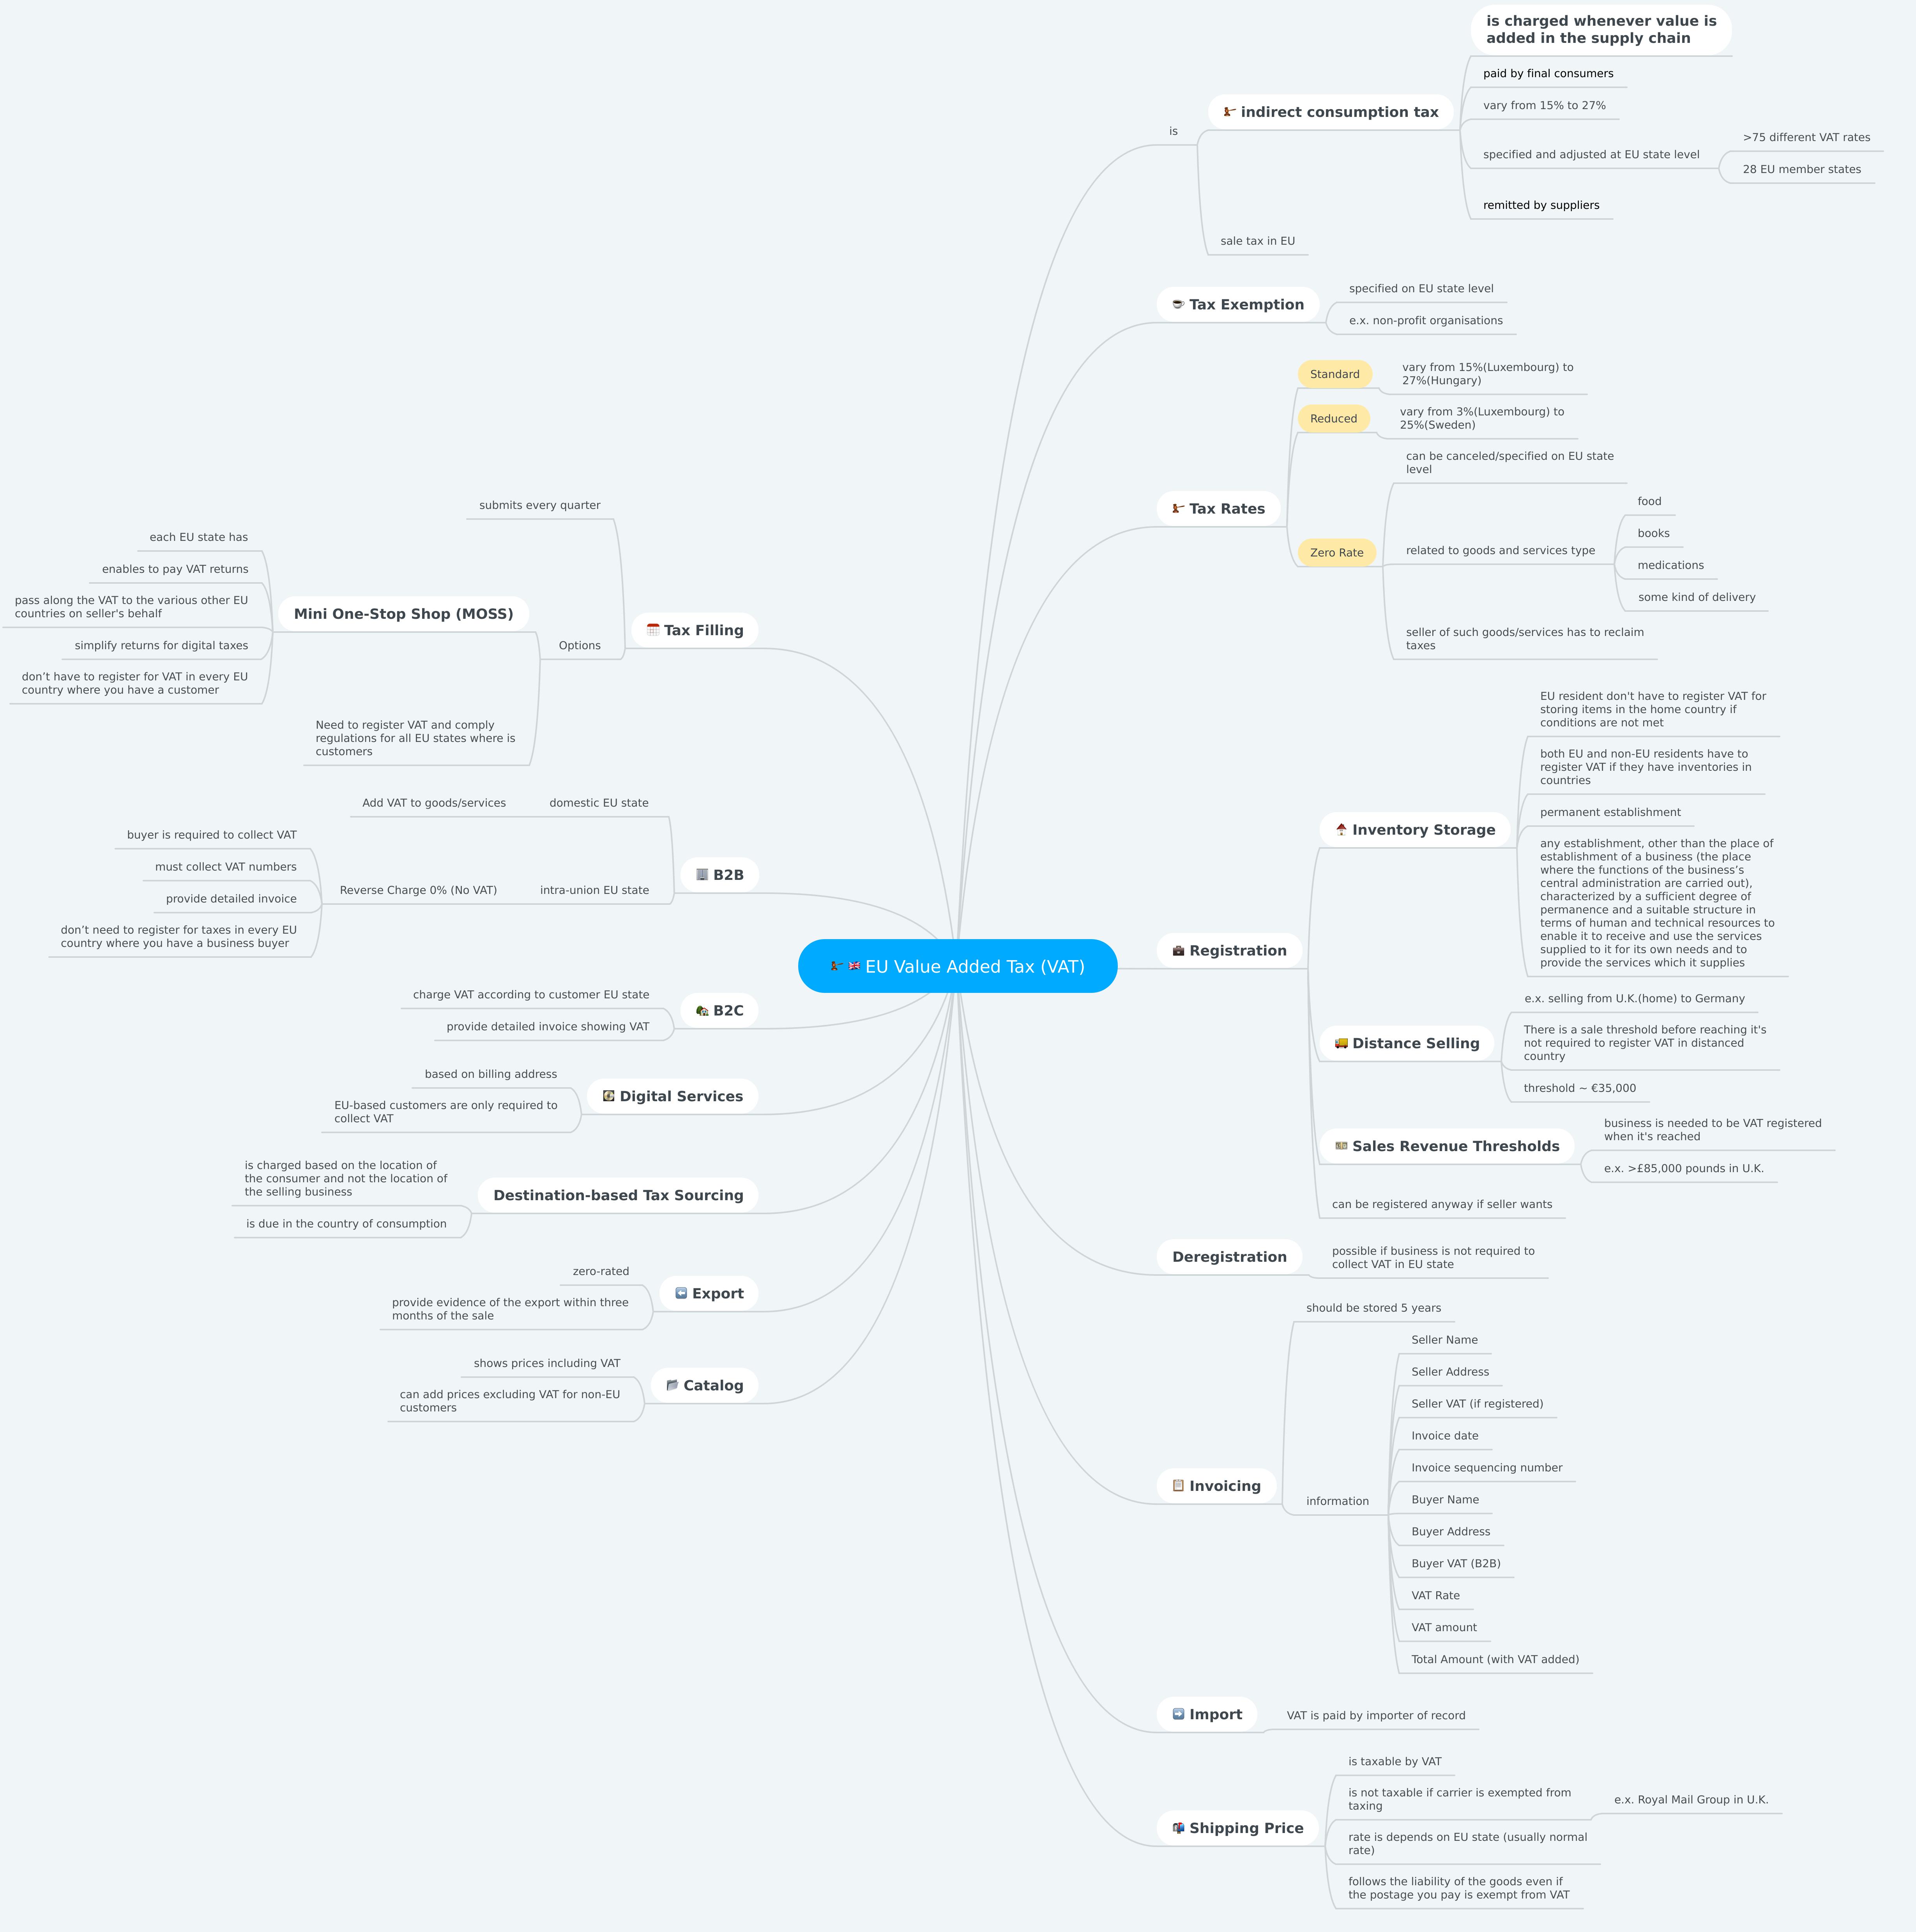 EU Value Added Tax (VAT)
is
indirect consumption tax
is charged whenever value is
added in the supply chain
paid by final consumers
vary from 15% to 27%
specified and adjusted at EU state level
>75 different VAT rates
28 EU member states
remitted by suppliers
sale tax in EU
Tax Exemption
specified on EU state level
e.x. non-profit organisations
Tax Rates
Standard
vary from 15%(Luxembourg) to
27%(Hungary)
Reduced
vary from 3%(Luxembourg) to
25%(Sweden)
Zero Rate
can be canceled/specified on EU state
level
related to goods and services type
food
books
medications
some kind of delivery
seller of such goods/services has to reclaim
taxes
Registration
Inventory Storage
EU resident don't have to register VAT for
storing items in the home country if
conditions are not met
both EU and non-EU residents have to
register VAT if they have inventories in
countries
permanent establishment
any establishment, other than the place of
establishment of a business (the place
where the functions of the business’s
central administration are carried out),
characterized by a sufficient degree of
permanence and a suitable structure in
terms of human and technical resources to
enable it to receive and use the services
supplied to it for its own needs and to
provide the services which it supplies
Distance Selling
e.x. selling from U.K.(home) to Germany
There is a sale threshold before reaching it's
not required to register VAT in distanced
country
threshold ~ €35,000
Sales Revenue Thresholds
business is needed to be VAT registered
when it's reached
e.x. >£85,000 pounds in U.K.
can be registered anyway if seller wants
Deregistration
possible if business is not required to
collect VAT in EU state
Invoicing
should be stored 5 years
information
Seller Name
Seller Address
Seller VAT (if registered)
Invoice date
Invoice sequencing number
Buyer Name
Buyer Address
Buyer VAT (B2B)
VAT Rate
VAT amount
Total Amount (with VAT added)
Import
VAT is paid by importer of record
Shipping Price
is taxable by VAT
is not taxable if carrier is exempted from
taxing
e.x. Royal Mail Group in U.K.
rate is depends on EU state (usually normal
rate)
follows the liability of the goods even if
the postage you pay is exempt from VAT
Tax Filling
submits every quarter
Options
Mini One-Stop Shop (MOSS)
each EU state has
enables to pay VAT returns
pass along the VAT to the various other EU
countries on seller's behalf
simplify returns for digital taxes
don’t have to register for VAT in every EU
country where you have a customer
Need to register VAT and comply
regulations for all EU states where is
customers
B2B
domestic EU state
Add VAT to goods/services
intra-union EU state
Reverse Charge 0% (No VAT)
buyer is required to collect VAT
must collect VAT numbers
provide detailed invoice
don’t need to register for taxes in every EU
country where you have a business buyer
B2C
charge VAT according to customer EU state
provide detailed invoice showing VAT
Digital Services
based on billing address
EU-based customers are only required to
collect VAT
Destination-based Tax Sourcing
is charged based on the location of
the consumer and not the location of
the selling business
is due in the country of consumption
Export
zero-rated
provide evidence of the export within three
months of the sale
Catalog
shows prices including VAT
can add prices excluding VAT for non-EU
customers